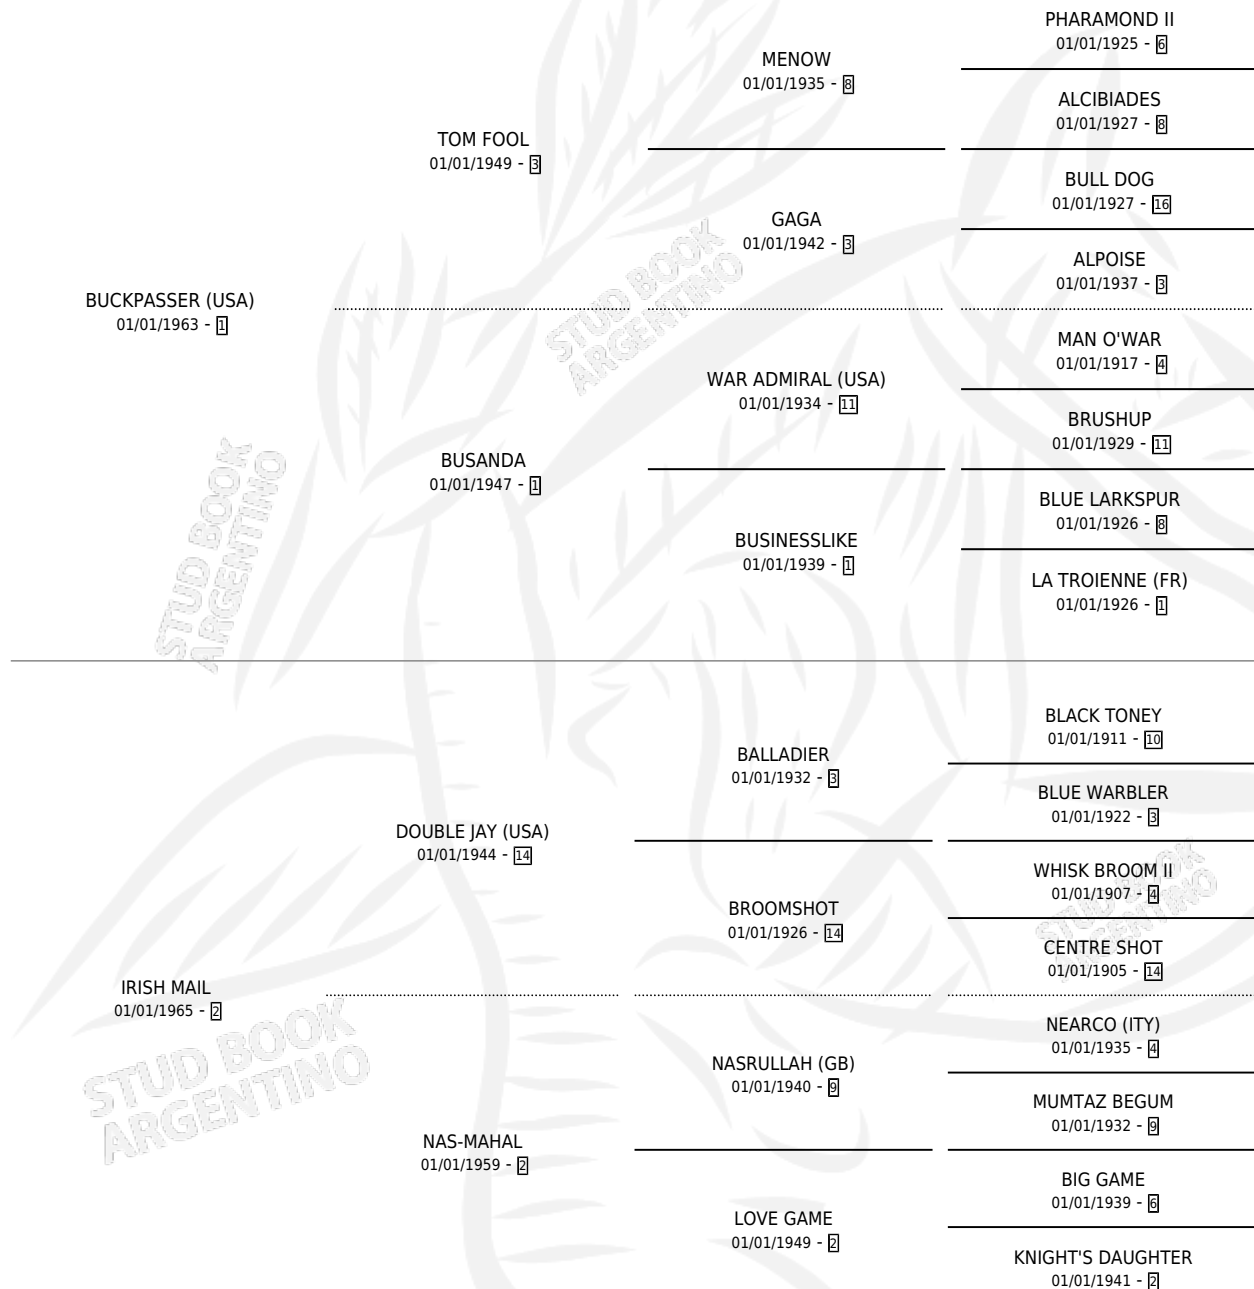 BUCKPASSER (USA)
01/01/1963 - 1
TOM FOOL
01/01/1949 - 3
MENOW
01/01/1935 - 8
PHARAMOND II
01/01/1925 - 6
ALCIBIADES
01/01/1927 - 8
GAGA
01/01/1942 - 3
BULL DOG
01/01/1927 - 16
ALPOISE
01/01/1937 - 3
BUSANDA
01/01/1947 - 1
WAR ADMIRAL (USA)
01/01/1934 - 11
MAN O'WAR
01/01/1917 - 4
BRUSHUP
01/01/1929 - 11
BUSINESSLIKE
01/01/1939 - 1
BLUE LARKSPUR
01/01/1926 - 8
LA TROIENNE (FR)
01/01/1926 - 1
IRISH MAIL
01/01/1965 - 2
DOUBLE JAY (USA)
01/01/1944 - 14
BALLADIER
01/01/1932 - 3
BLACK TONEY
01/01/1911 - 10
BLUE WARBLER
01/01/1922 - 3
BROOMSHOT
01/01/1926 - 14
WHISK BROOM II
01/01/1907 - 4
CENTRE SHOT
01/01/1905 - 14
NAS-MAHAL
01/01/1959 - 2
NASRULLAH (GB)
01/01/1940 - 9
NEARCO (ITY)
01/01/1935 - 4
MUMTAZ BEGUM
01/01/1932 - 9
LOVE GAME
01/01/1949 - 2
BIG GAME
01/01/1939 - 6
KNIGHT'S DAUGHTER
01/01/1941 - 2
STUD BOOK
ARGENTINO
STUD BOOK
ARGENTINO
STUD BOOK
ARGENTINO
STUD BOOK
ARGENTINO